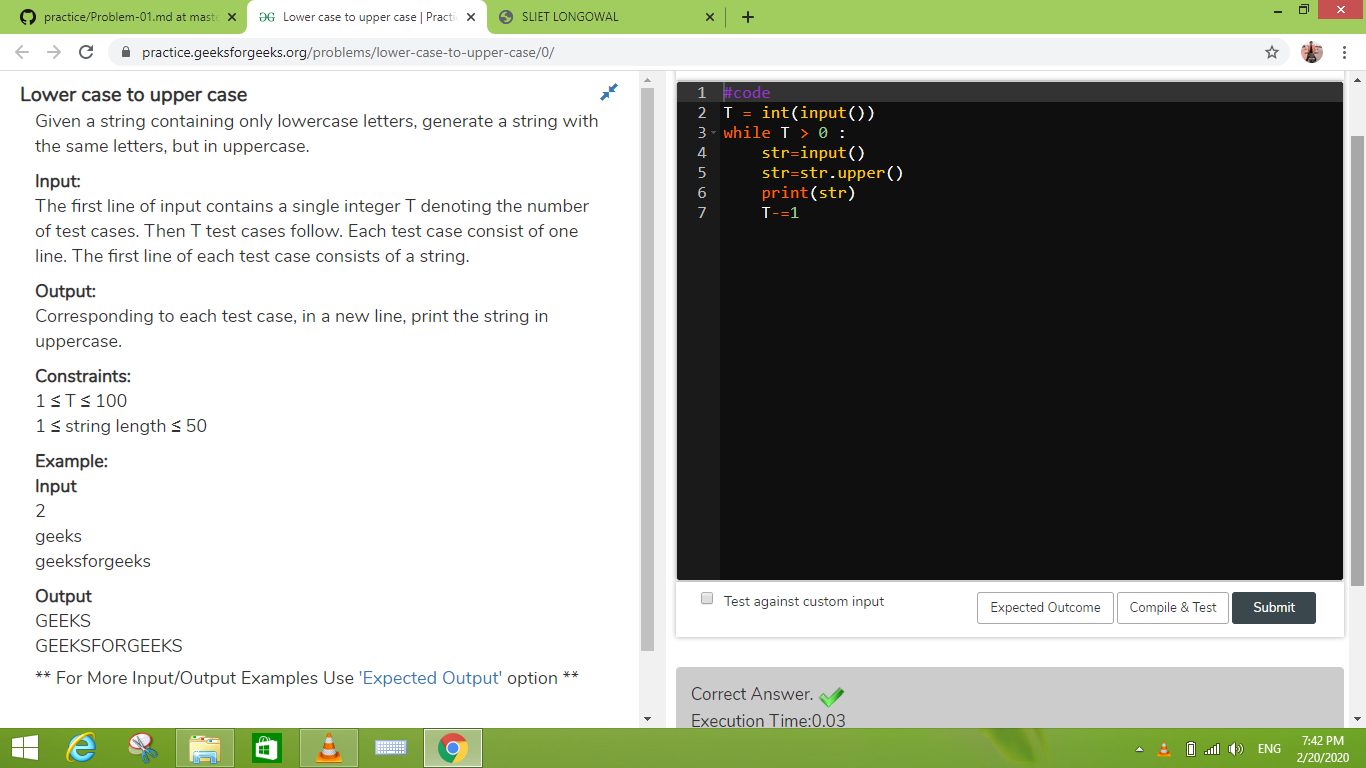 practice/Problem-01.md at mast
Lower case to upper case | Practi
SLIET LONGOWAL
practice.geeksforgeeks.org/problems/lower-case-to-upper-case/0/
Lower case to upper case
Given a string containing only lowercase letters, generate a string with
the same letters, but in uppercase.
Input:
The first line of input contains a single integer T denoting the number
of test cases. Then T test cases follow. Each test case consist of one
line. The first line of each test case consists of a string.
Output:
Corresponding to each test case, in a new line, print the string in
uppercase.
Constraints:
1 ≤ T ≤ 100
1 ≤ string length ≤ 50
Example:
Input
2
geeks
geeksforgeeks
Output
GEEKS
GEEKSFORGEEKS
** For More Input/Output Examples Use 'Expected Output' option **
1 #code
2 T = int(input())
3 while T > 0 :
4 str=input()
5 str=str.upper()
6 print(str)
7 T-=1
Test against custom input
Expected Outcome
Compile & Test
Submit
Correct Answer.
Execution Time:0.03
ENG
7:42 PM
2/20/2020